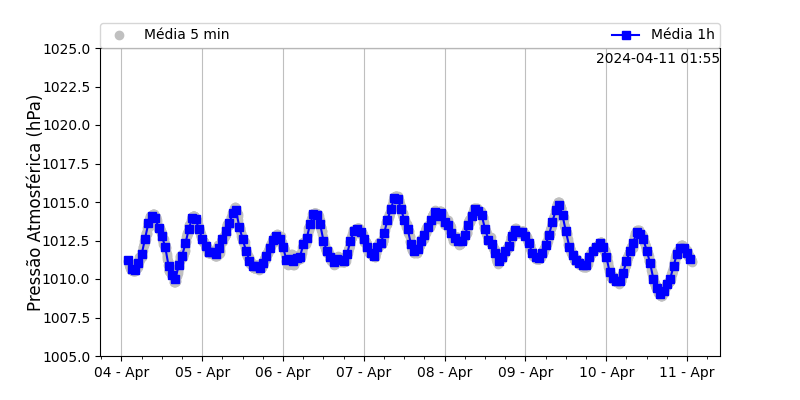 Média 5 min
Média 1h
2024-04-11 01:55
Pressão Atmosférica (hPa)
1025.0
1022.5
1020.0
1017.5
1015.0
1012.5
1010.0
1007.5
1005.0
04 - Apr
05 - Apr
06 - Apr
07 - Apr
08 - Apr
09 - Apr
10 - Apr
11 - Apr